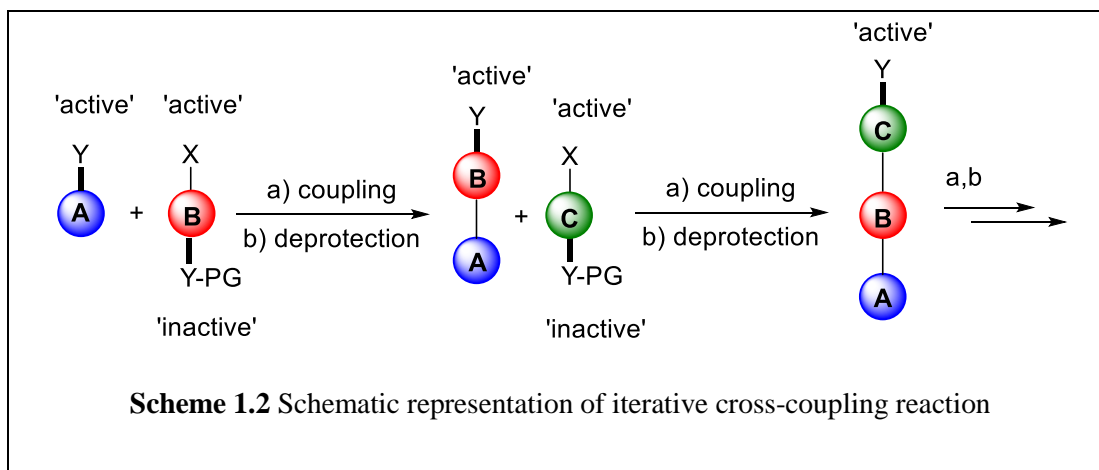 'active'
Y
A
+
'active'
X
B
Y-PG
'inactive'
a) coupling
b) deprotection
'active'
Y
B
A
+
'active'
X
C
Y-PG
'inactive'
a) coupling
b) deprotection
'active'
Y
C
B
A
a,b
Scheme 1.2 Schematic representation of iterative cross-coupling reaction